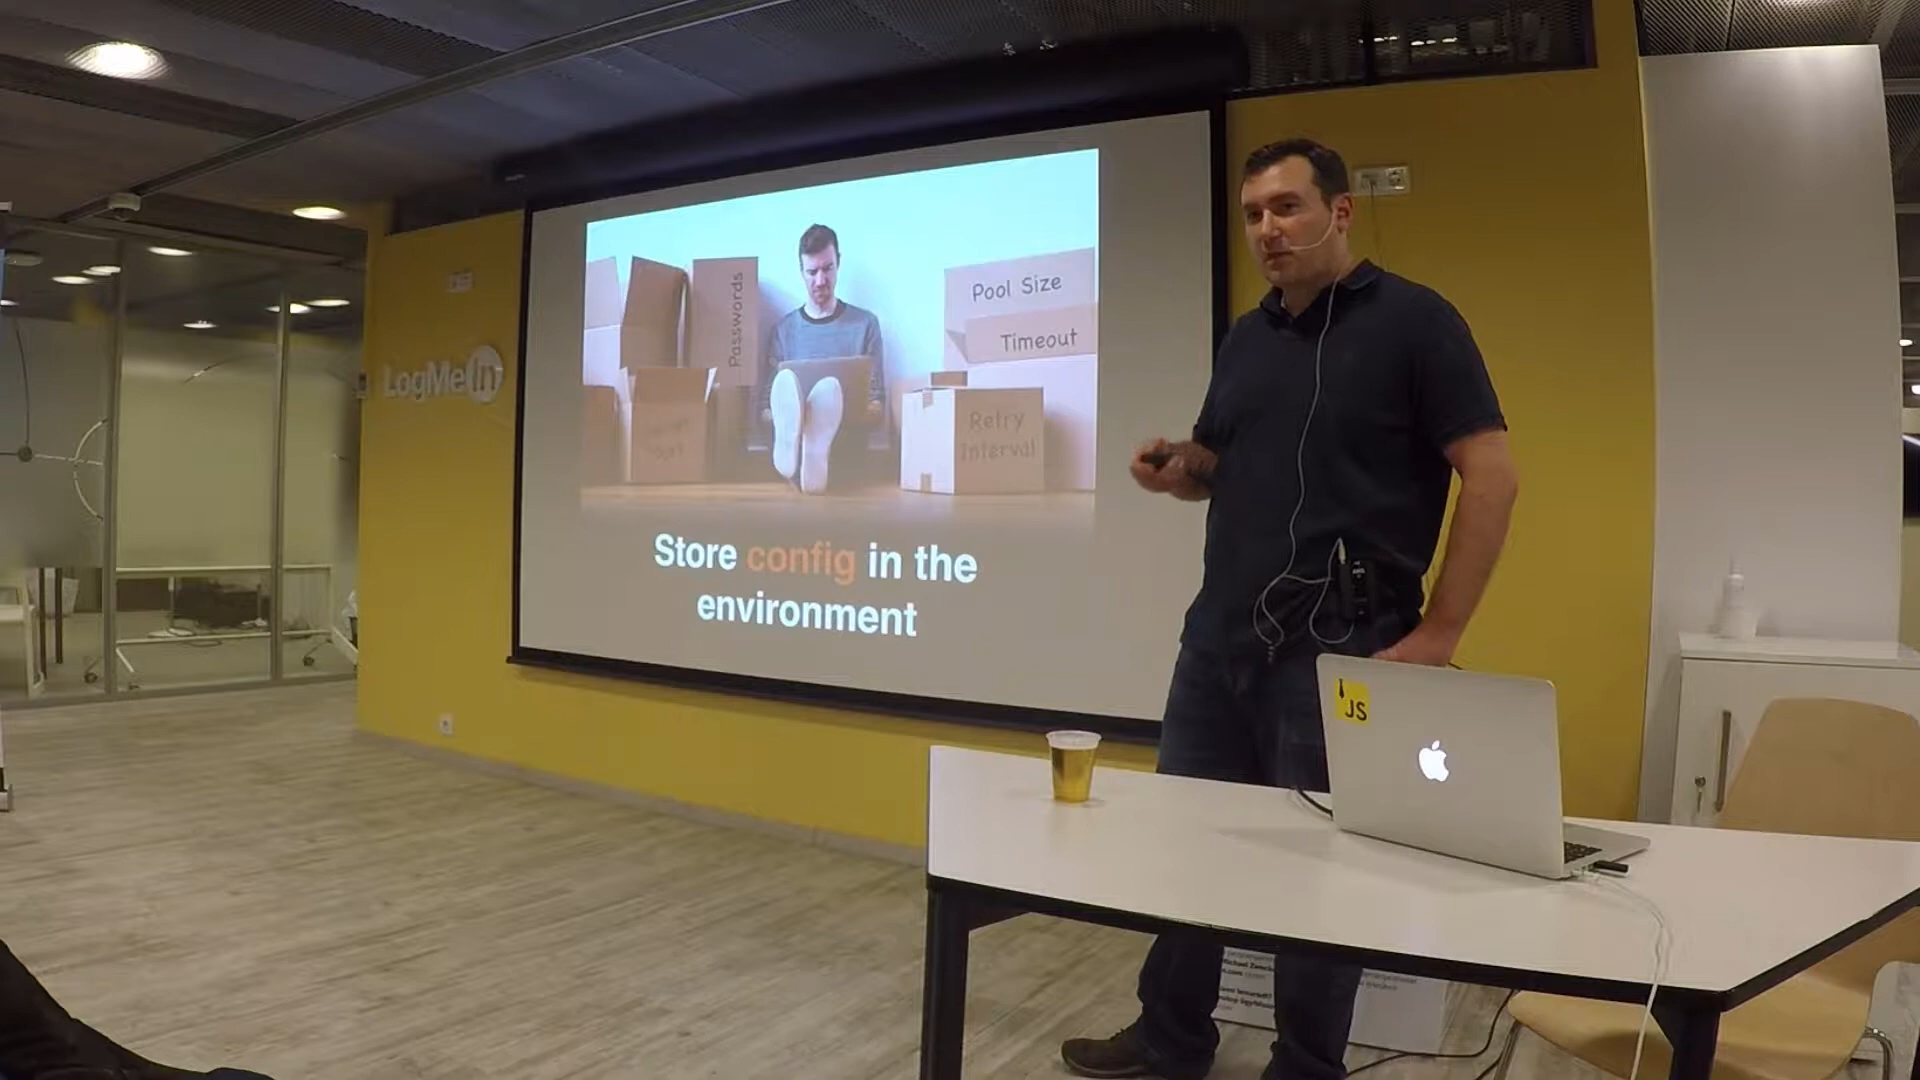 LogMeIn
Passwords
Pool Size
Timeout
Retry
Interval
Store config in the
environment
JS